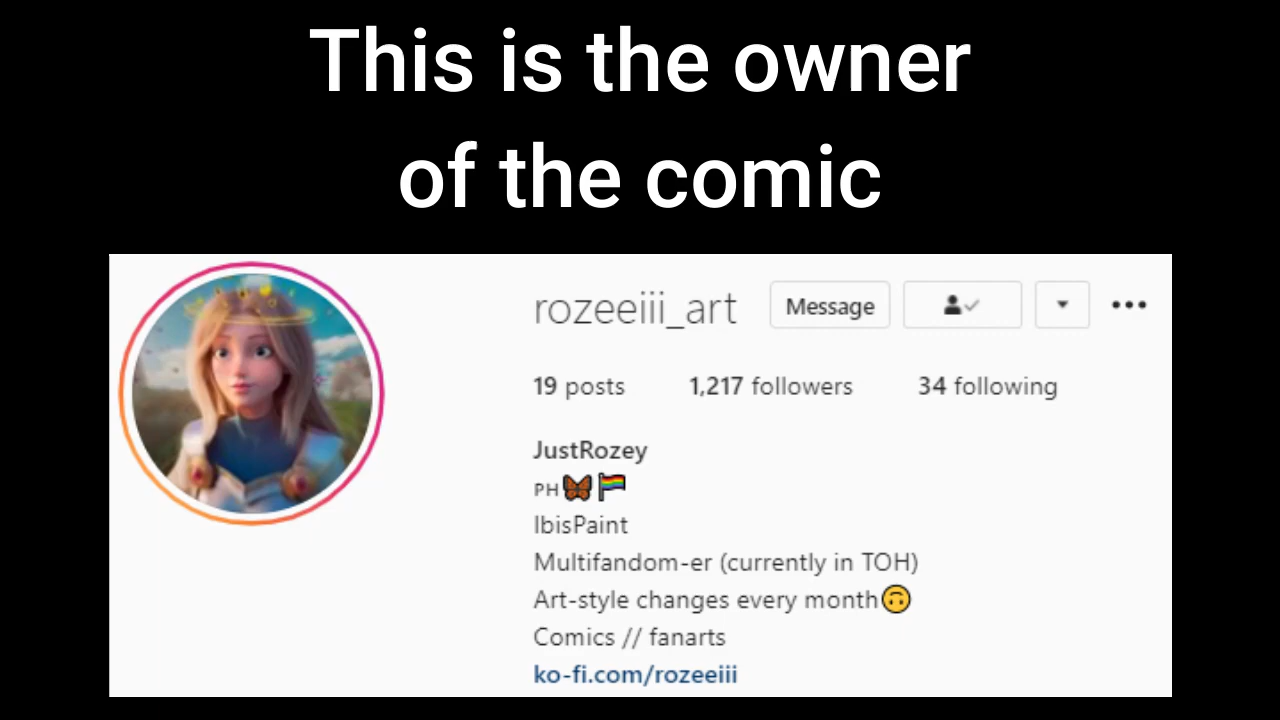 This is the owner
of the comic
rozeeiii_art Message
19 posts 1,217 followers 34 following
JustRozey
PH🦋🏳️‍🌈
IbisPaint
Multifandom-er (currently in TOH)
Art-style changes every month🙃
Comics // fanarts
ko-fi.com/rozeeiii